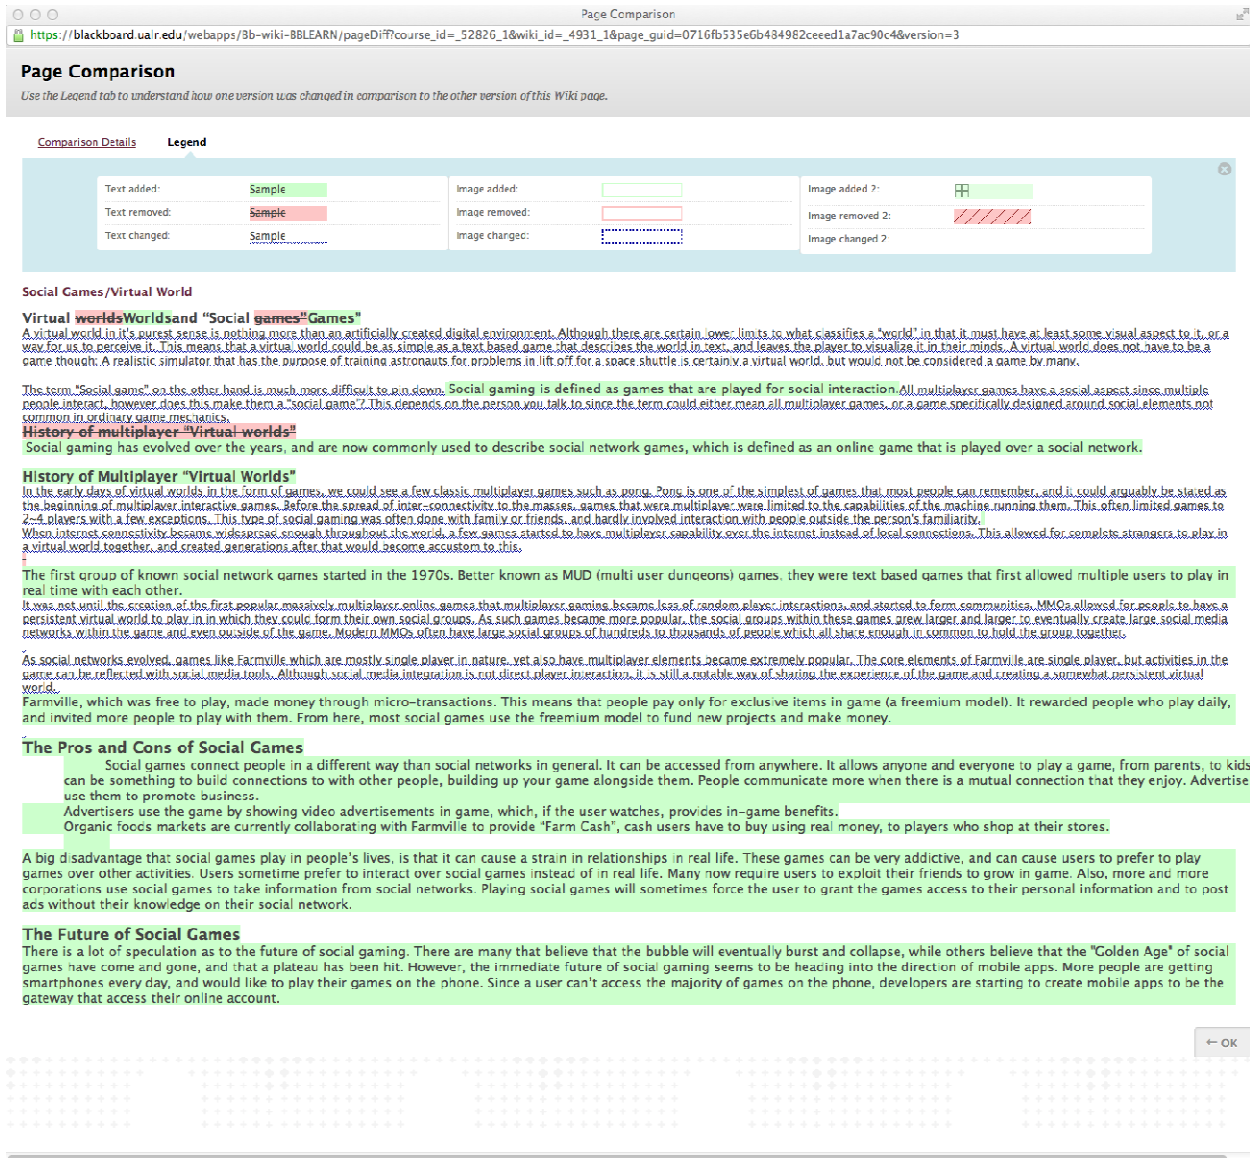 Page Comparison
https://blackboard.ualr.edu/webapps/Bb-wiki-BBLEARN/pageDiff?course_id=_52826_1&wiki_id=_4931_1&page_guid=0716fb535e6b484982ceeed1a7ac90c4&version=3
Page Comparison
Use the Legend tab to understand how one version was changed in comparison to the other version of this Wiki page.
Comparison Details Legend
Text added: Sample
Text removed: Sample
Text changed: Sample
Image added:
Image removed:
Image changed:
Image added 2:
Image removed 2:
Image changed 2:
Social Games/Virtual World
Virtual worldsWorldsand “Social games"Games"
A virtual world in it's purest sense is nothing more than an artificially created digital environment. Although there are certain lower limits to what classifies a "world" in that it must have at least some visual aspect to it, or a
way for us to perceive it. This means that a virtual world could be as simple as a text based game that describes the world in text, and leaves the player to visualize it in their minds. A virtual world does not have to be a
game though: A realistic simulator that has the purpose of training astronauts for problems in lift off for a space shuttle is certainly a virtual world, but would not be considered a game by many.
The term "Social game" on the other hand is much more difficult to pin down. Social gaming is defined as games that are played for social interaction. All multiplayer games have a social aspect since multiple
people interact, however does this make them a "social game"? This depends on the person you talk to since the term could either mean all multiplayer games, or a game specifically designed around social elements not
common in ordinary game mechanics.
History of multiplayer “Virtual worlds”
Social gaming has evolved over the years, and are now commonly used to describe social network games, which is defined as an online game that is played over a social network.
History of Multiplayer “Virtual Worlds”
In the early days of virtual worlds in the form of games, we could see a few classic multiplayer games such as pong. Pong is one of the simplest of games that most people can remember, and it could arguably be stated as
the beginning of multiplayer interactive games. Before the spread of inter-connectivity to the masses, games that were multiplayer were limited to the capabilities of the machine running them. This often limited games to
2-4 players with a few exceptions. This type of social gaming was often done with family or friends, and hardly involved interaction with people outside the person's familiarity.
When internet connectivity became widespread enough throughout the world, a few games started to have multiplayer capability over the internet instead of local connections. This allowed for complete strangers to play in
a virtual world together, and created generations after that would become accustom to this.
The first group of known social network games started in the 1970s. Better known as MUD (multi user dungeons) games, they were text based games that first allowed multiple users to play in
real time with each other.
It was not until the creation of the first popular massively multiplayer online games that multiplayer gaming became less of random player interactions, and started to form communities. MMOs allowed for people to have a
persistent virtual world to play in in which they could form their own social groups. As such games became more popular, the social groups within these games grew larger and larger to eventually create large social media
networks within the game and even outside of the game. Modern MMOs often have large social groups of hundreds to thousands of people which all share enough in common to hold the group together.
As social networks evolved, games like Farmville which are mostly single player in nature, yet also have multiplayer elements became extremely popular. The core elements of Farmville are single player, but activities in the
game can be reflected with social media tools. Although social media integration is not direct player interaction, it is still a notable way of sharing the experience of the game and creating a somewhat persistent virtual
world.
Farmville, which was free to play, made money through micro-transactions. This means that people pay only for exclusive items in game (a freemium model). It rewarded people who play daily,
and invited more people to play with them. From here, most social games use the freemium model to fund new projects and make money.
The Pros and Cons of Social Games
Social games connect people in a different way than social networks in general. It can be accessed from anywhere. It allows anyone and everyone to play a game, from parents, to kids
can be something to build connections to with other people, building up your game alongside them. People communicate more when there is a mutual connection that they enjoy. Advertise
use them to promote business.
Advertisers use the game by showing video advertisements in game, which, if the user watches, provides in-game benefits.
Organic foods markets are currently collaborating with Farmville to provide “Farm Cash”, cash users have to buy using real money, to players who shop at their stores.
A big disadvantage that social games play in people's lives, is that it can cause a strain in relationships in real life. These games can be very addictive, and can cause users to prefer to play
games over other activities. Users sometime prefer to interact over social games instead of in real life. Many now require users to exploit their friends to grow in game. Also, more and more
corporations use social games to take information from social networks. Playing social games will sometimes force the user to grant the games access to their personal information and to post
ads without their knowledge on their social network.
The Future of Social Games
There is a lot of speculation as to the future of social gaming. There are many that believe that the bubble will eventually burst and collapse, while others believe that the "Golden Age" of social
games have come and gone, and that a plateau has been hit. However, the immediate future of social gaming seems to be heading into the direction of mobile apps. More people are getting
smartphones every day, and would like to play their games on the phone. Since a user can't access the majority of games on the phone, developers are starting to create mobile apps to be the
gateway that access their online account.
← OK